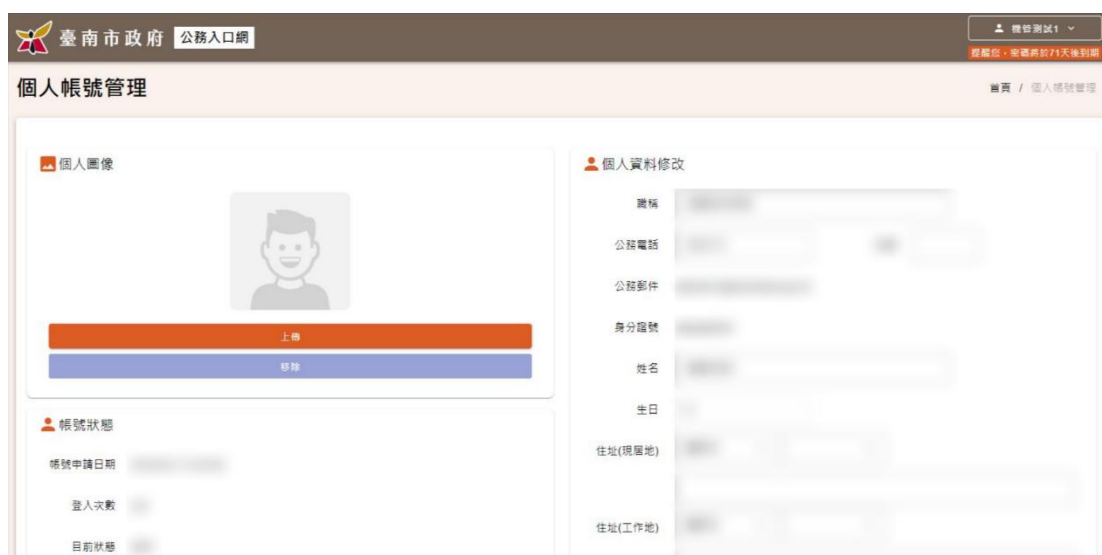 臺南市政府 公務入口網
機管測試1
提醒您，密碼將於71天後到期
個人帳號管理
首頁 / 個人帳號管理
個人圖像
上傳
移除
帳號狀態
帳號申請日期
登入次數
目前狀態
個人資料修改
職稱
公務電話
公務郵件
身分證號
姓名
生日
住址(現居地)
住址(工作地)